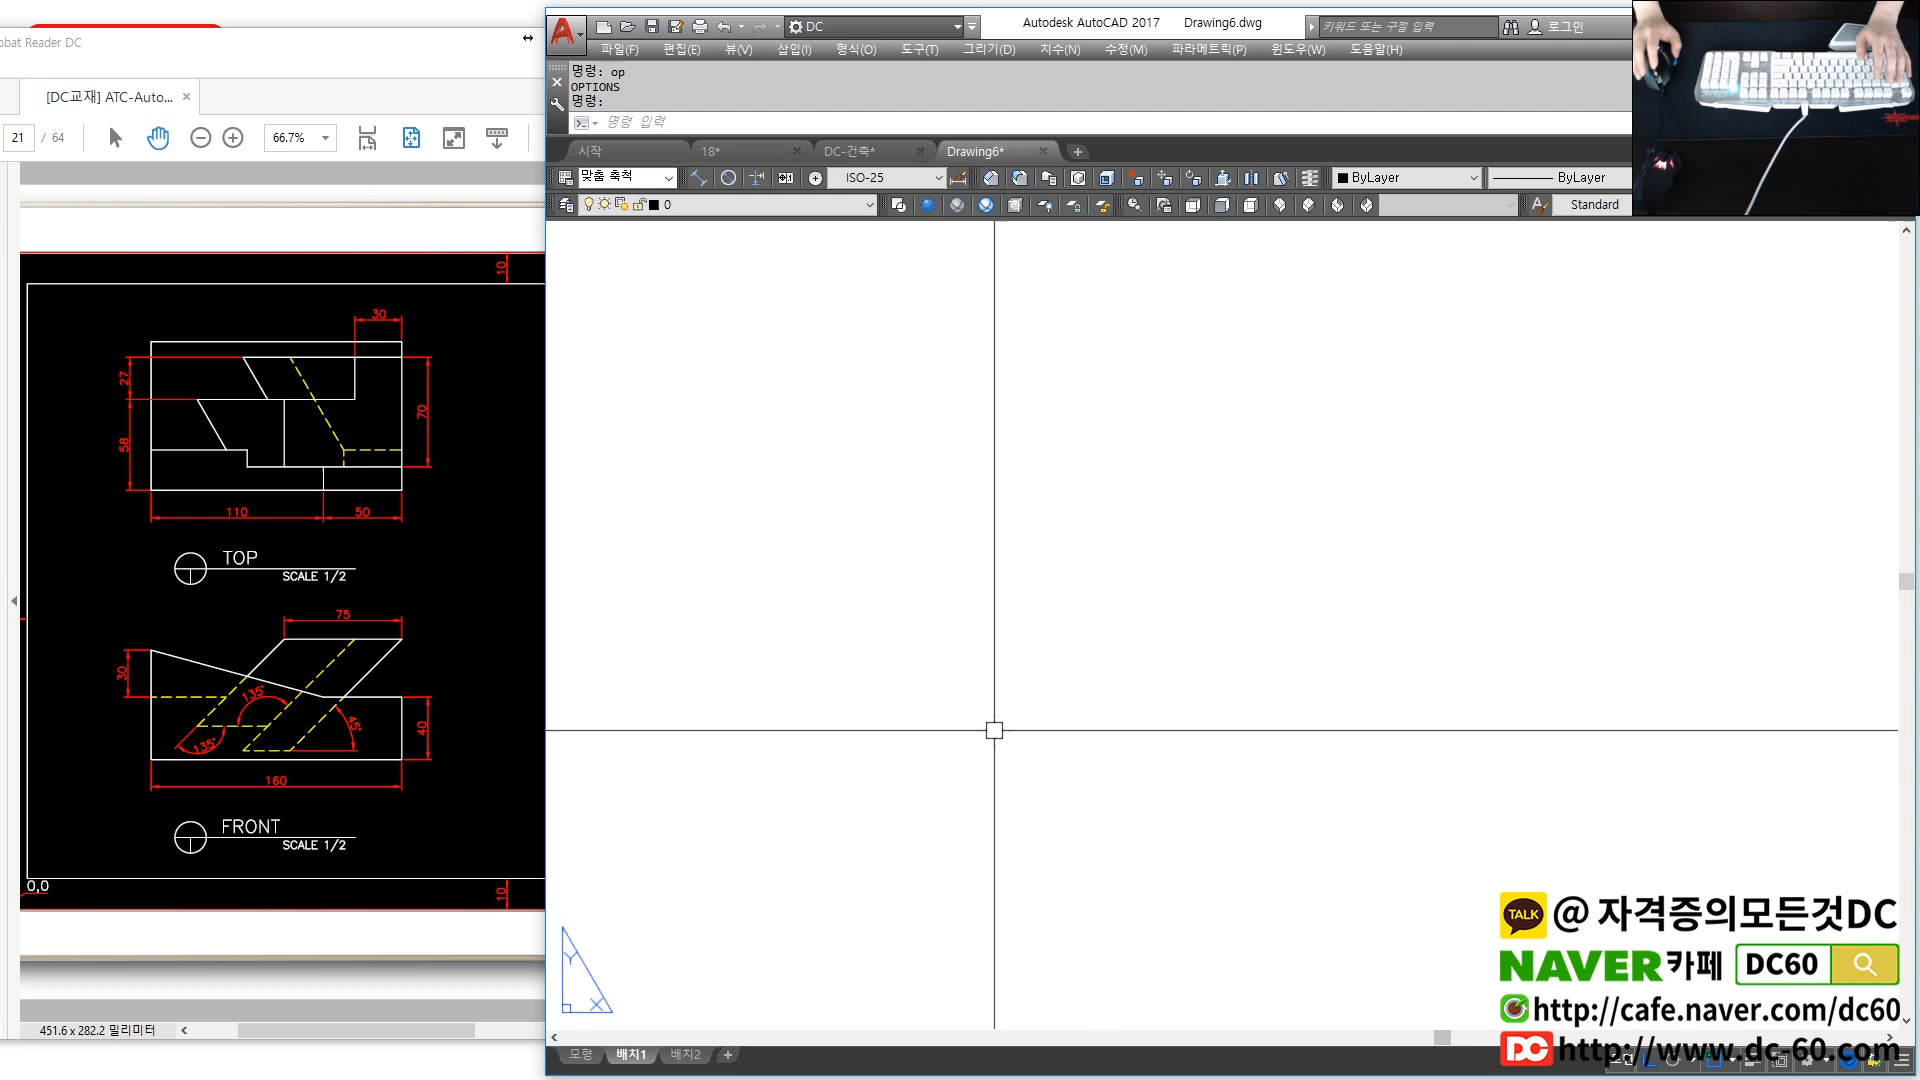 obat Reader DC
[DC교재] ATC-Auto...
21 / 64
66.7%
10
30
27
70
58
110
50
TOP
SCALE 1/2
75
30
135°
135°
45°
40
160
FRONT
SCALE 1/2
0,0
10
451.6 x 282.2 밀리미터
DC
Autodesk AutoCAD 2017 Drawing6.dwg
키워드 또는 구절 입력
로그인
파일(F) 편집(E) 뷰(V) 삽입(I) 형식(O) 도구(T) 그리기(D) 치수(N) 수정(M) 파라메트릭(P) 윈도우(W) 도움말(H)
명령: op
OPTIONS
명령:
명령 입력
시작 18* DC-건축* Drawing6*
맞춤 축척 ISO-25 ByLayer ByLayer
0 Standard
Y
X
TALK @ 자격증의모든것DC
NAVER 카페 DC60
http://cafe.naver.com/dc60
DC http://www.dc-60.com
모형 배치1 배치2